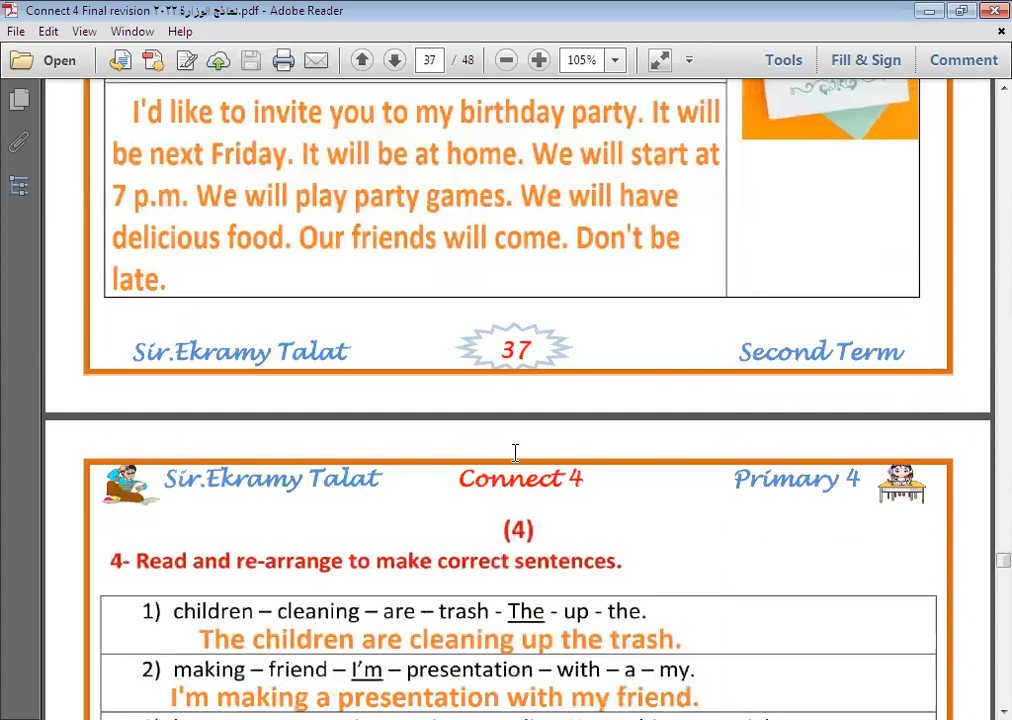 Connect 4 Final revision نماذج الوزارة ٢٠٢٢.pdf - Adobe Reader
File Edit View Window Help
Open 37 / 48 105% Tools Fill & Sign Comment
I'd like to invite you to my birthday party. It will
be next Friday. It will be at home. We will start at
7 p.m. We will play party games. We will have
delicious food. Our friends will come. Don't be
late.
Sir.Ekramy Talat 37 Second Term
Sir.Ekramy Talat Connect 4 Primary 4
(4)
4- Read and re-arrange to make correct sentences.
1) children – cleaning – are – trash - The - up - the.
The children are cleaning up the trash.
2) making – friend – I’m – presentation – with – a – my.
I'm making a presentation with my friend.